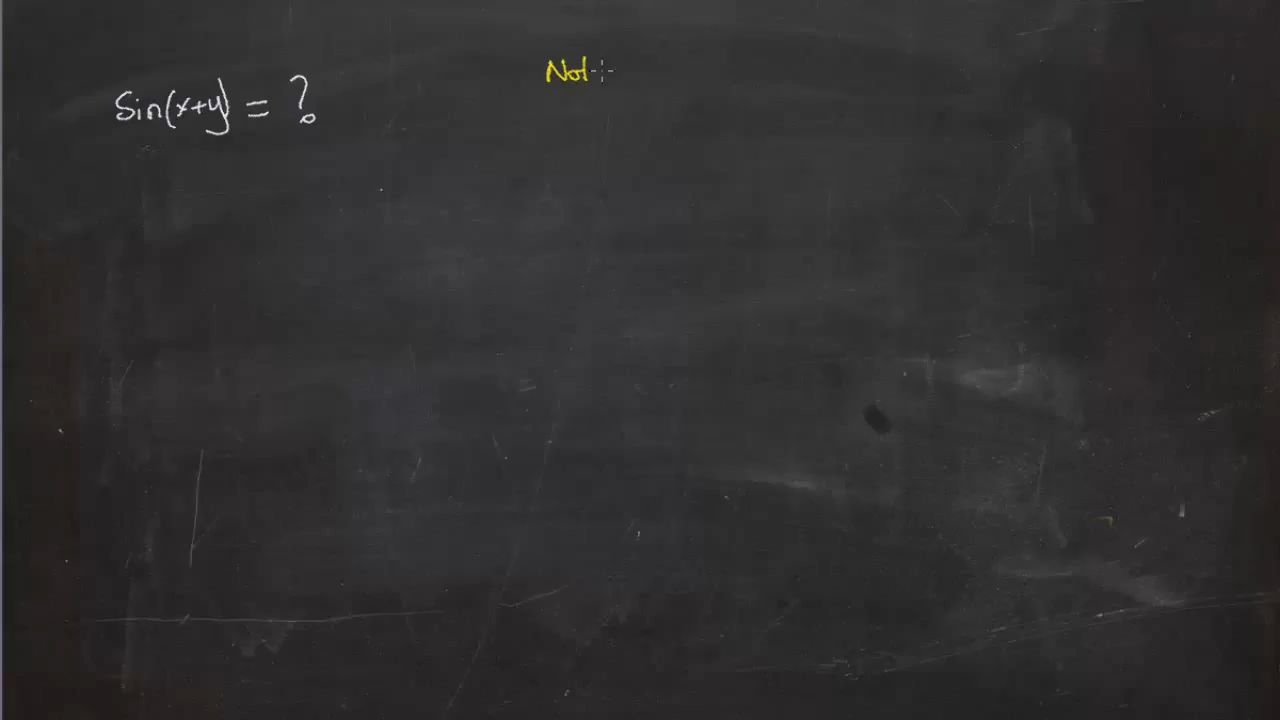 Sin(x+y) = ?
Not